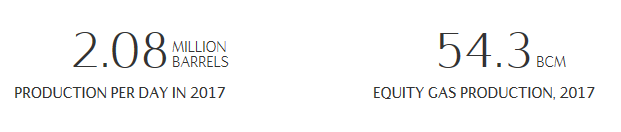 2.08 MILLION BARRELS
PRODUCTION PER DAY IN 2017
54.3 BCM
EQUITY GAS PRODUCTION, 2017